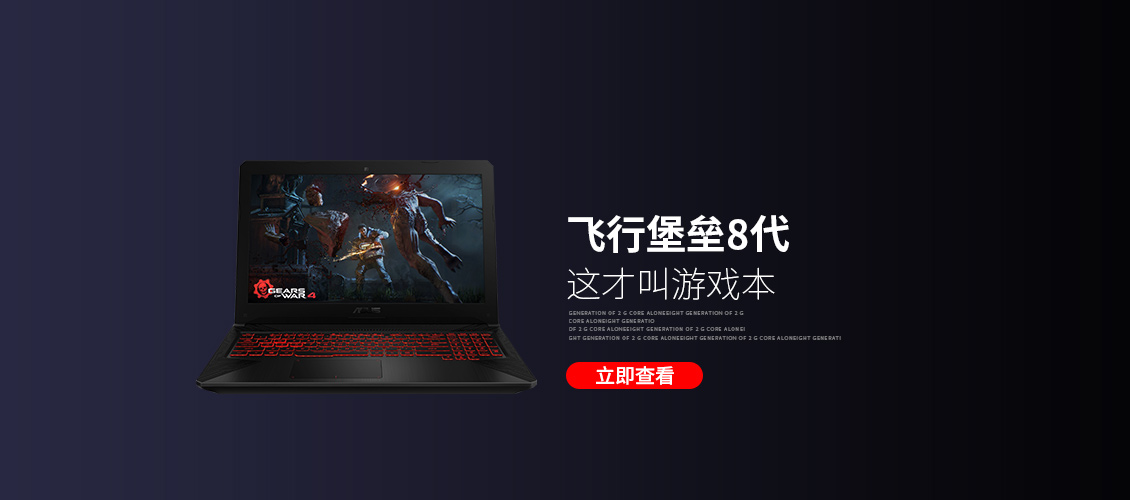 飞行堡垒8代
这才叫游戏本
GENERATION OF 2 G CORE ALONEEIGHT GENERATION OF 2 G
CORE ALONEIGHT GENERATIO
OF 2 G CORE ALONEEIGHT GENERATION OF 2 G CORE ALONEI
GHT GENERATION OF 2 G CORE ALONEEIGHT GENERATION OF 2 G CORE ALONEIGHT GENERATI
立即查看
GEARS
OF WAR 4
ASUS